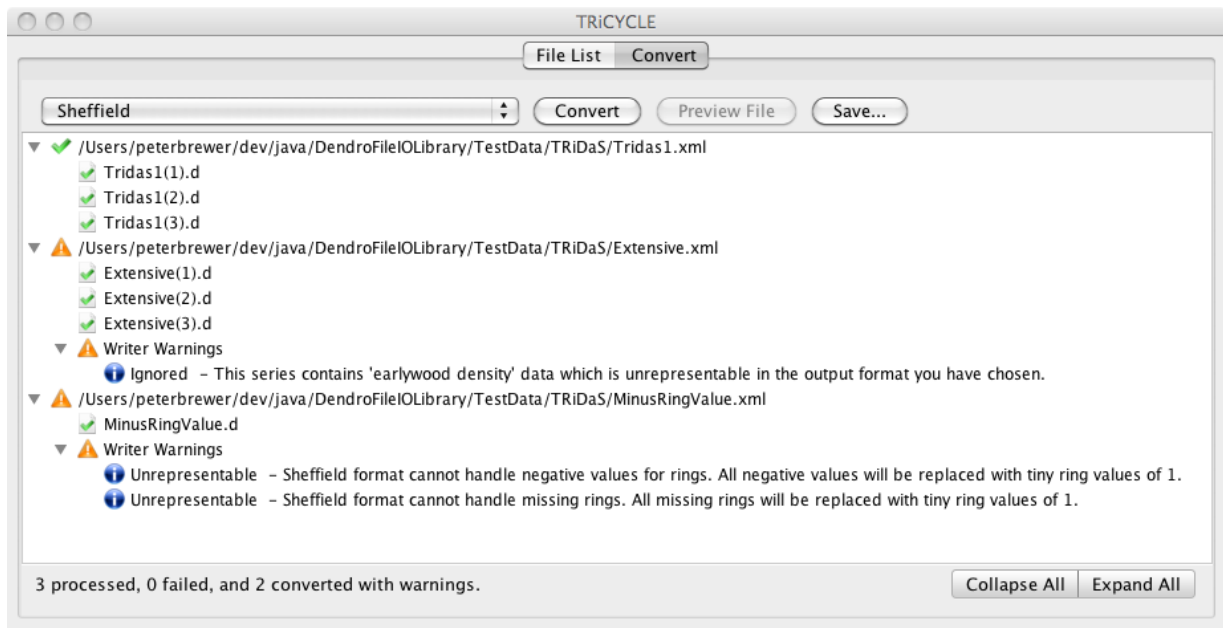 TRiCYCLE
File List Convert
Sheffield Convert Preview File Save...
/Users/peterbrewer/dev/java/DendroFileIOLibrary/TestData/TRiDaS/Tridas1.xml
Tridas1(1).d
Tridas1(2).d
Tridas1(3).d
/Users/peterbrewer/dev/java/DendroFileIOLibrary/TestData/TRiDaS/Extensive.xml
Extensive(1).d
Extensive(2).d
Extensive(3).d
Writer Warnings
Ignored – This series contains 'earlywood density' data which is unrepresentable in the output format you have chosen.
/Users/peterbrewer/dev/java/DendroFileIOLibrary/TestData/TRiDaS/MinusRingValue.xml
MinusRingValue.d
Writer Warnings
Unrepresentable – Sheffield format cannot handle negative values for rings. All negative values will be replaced with tiny ring values of 1.
Unrepresentable – Sheffield format cannot handle missing rings. All missing rings will be replaced with tiny ring values of 1.
3 processed, 0 failed, and 2 converted with warnings. Collapse All Expand All